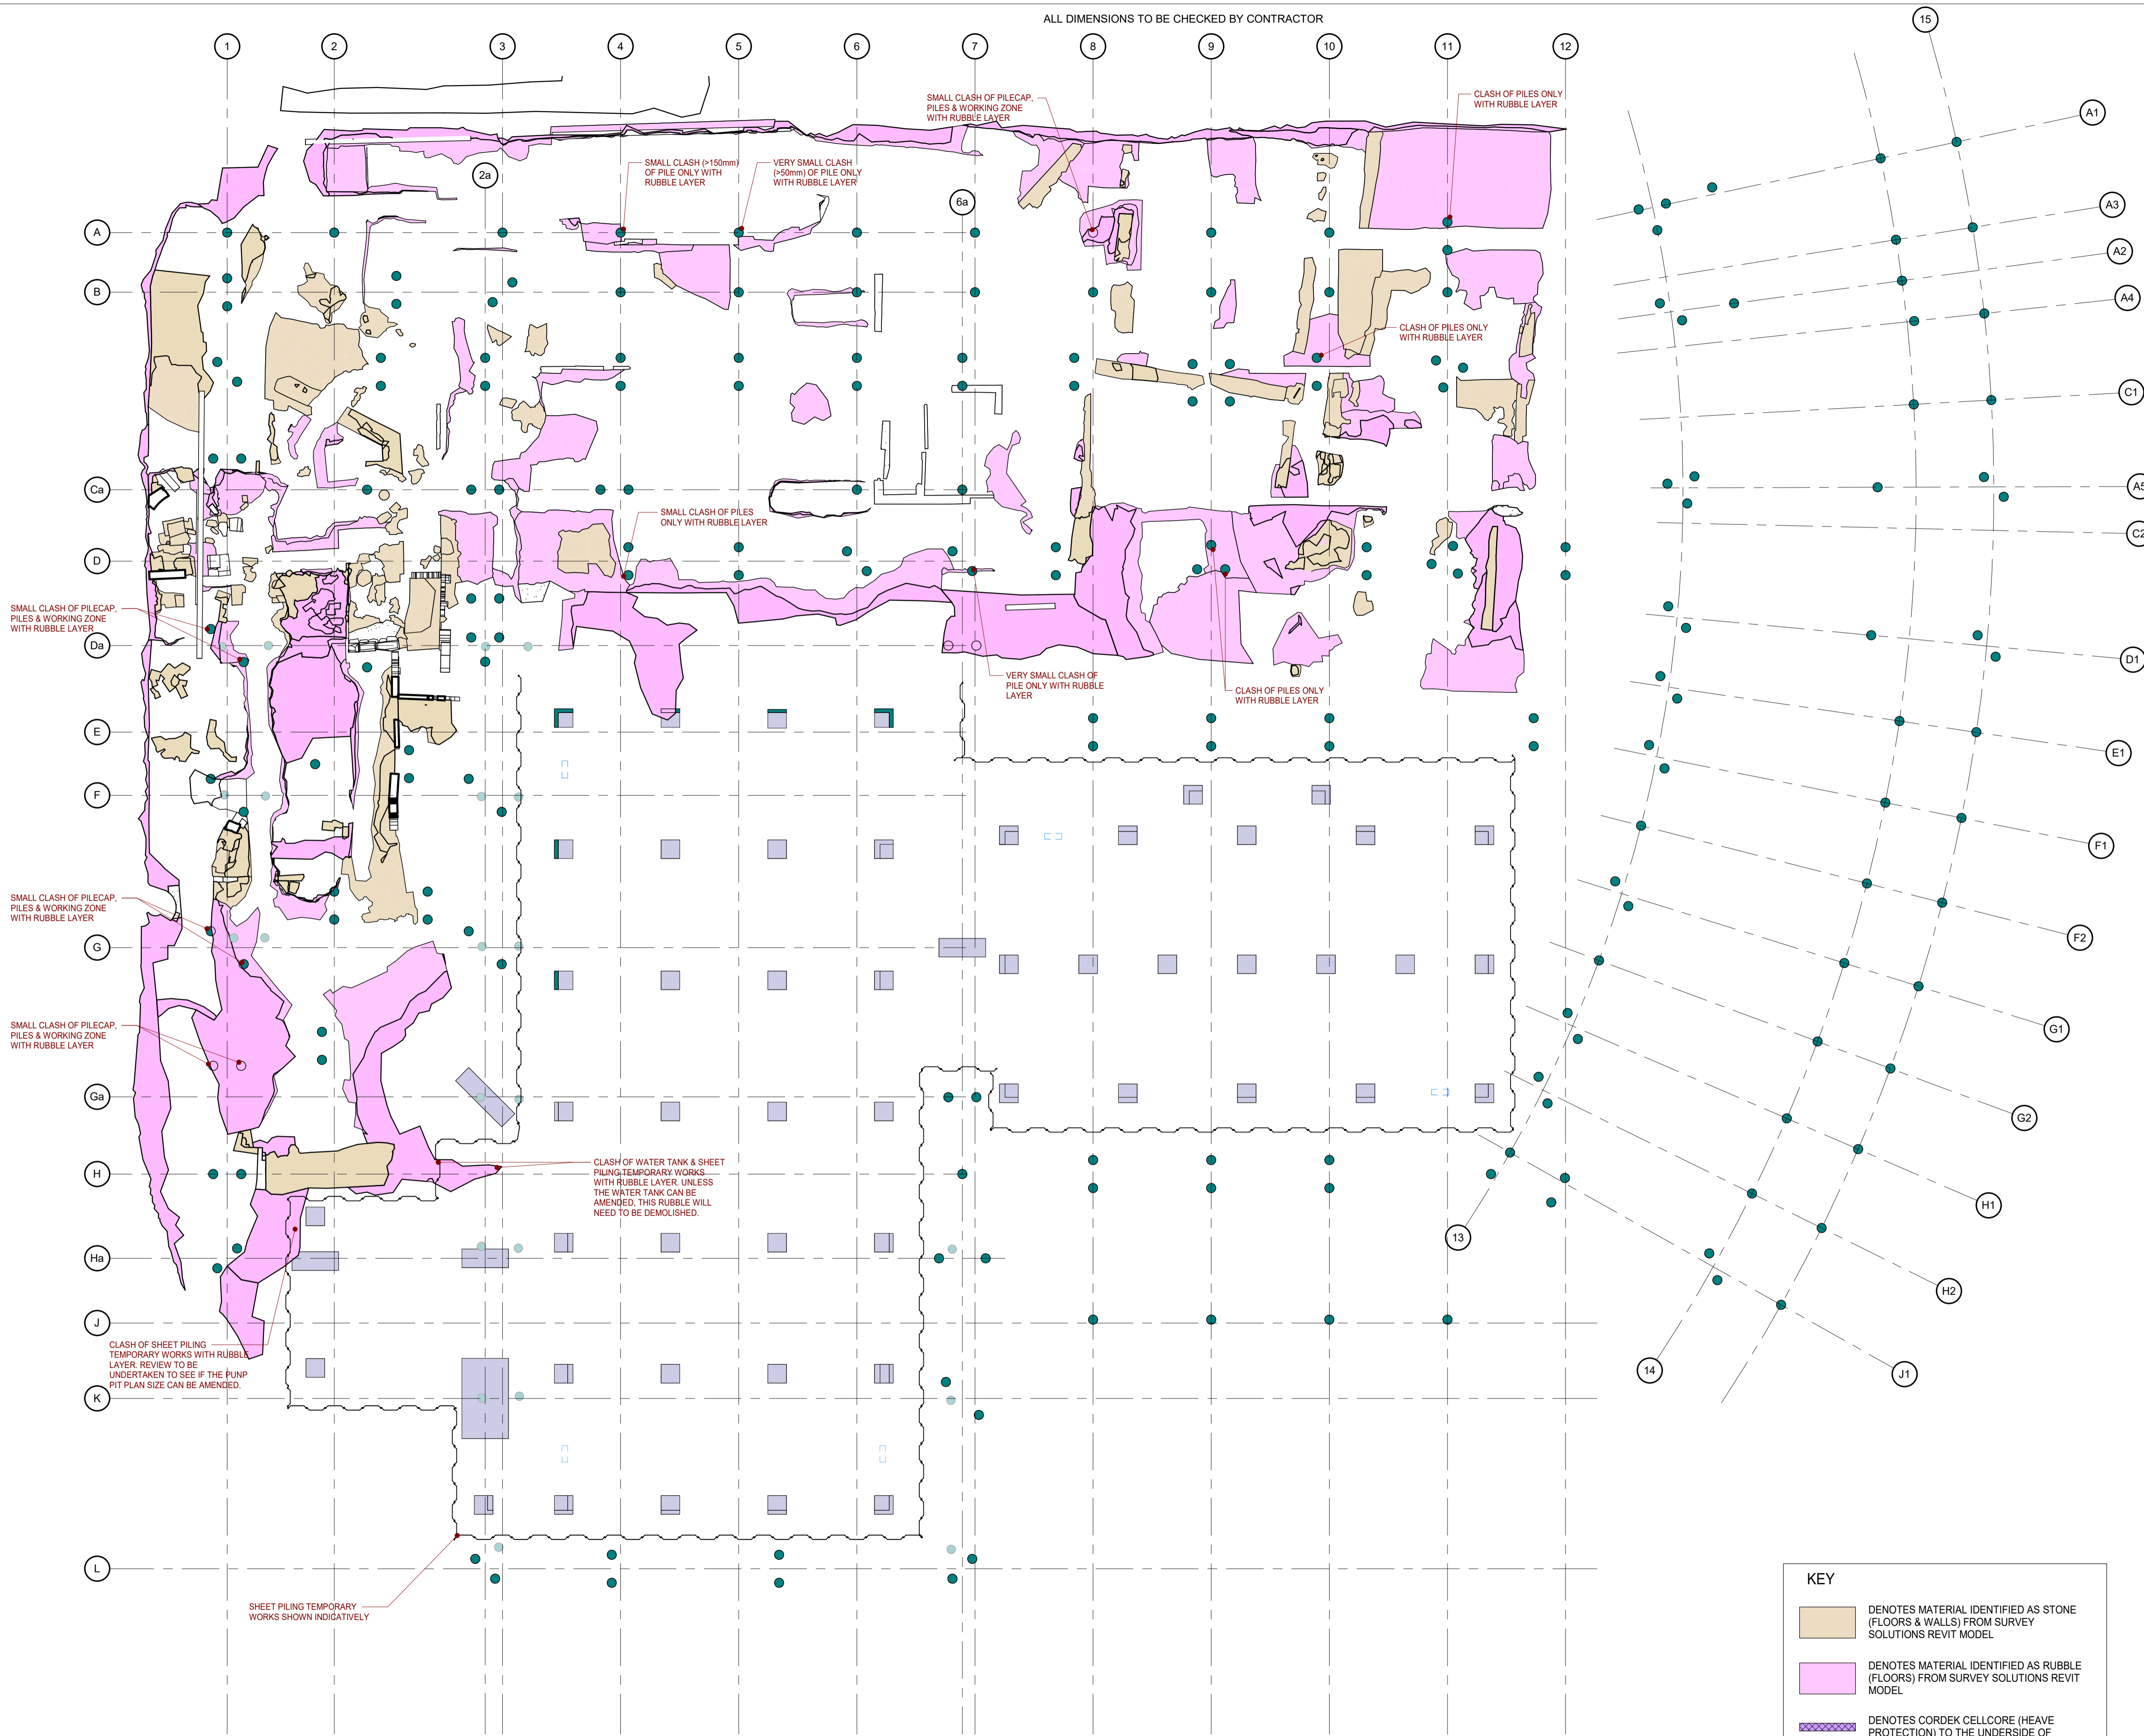 ALL DIMENSIONS TO BE CHECKED BY CONTRACTOR
15
1
2
3
4
5
6
7
8
9
10
11
12
2a
6a
A1
A3
A2
A4
C1
A5
C2
D1
E1
F1
F2
G1
G2
H1
H2
J1
13
14
A
B
Ca
D
Da
E
F
G
Ga
H
Ha
J
K
L
SMALL CLASH OF PILECAP,
PILES & WORKING ZONE
WITH RUBBLE LAYER
CLASH OF PILES ONLY
WITH RUBBLE LAYER
SMALL CLASH (>150mm)
OF PILE ONLY WITH
RUBBLE LAYER
VERY SMALL CLASH
(>50mm) OF PILE ONLY
WITH RUBBLE LAYER
CLASH OF PILES ONLY
WITH RUBBLE LAYER
SMALL CLASH OF PILES
ONLY WITH RUBBLE LAYER
SMALL CLASH OF PILECAP,
PILES & WORKING ZONE
WITH RUBBLE LAYER
VERY SMALL CLASH OF
PILE ONLY WITH RUBBLE
LAYER
CLASH OF PILES ONLY
WITH RUBBLE LAYER
SMALL CLASH OF PILECAP,
PILES & WORKING ZONE
WITH RUBBLE LAYER
SMALL CLASH OF PILECAP,
PILES & WORKING ZONE
WITH RUBBLE LAYER
CLASH OF WATER TANK & SHEET
PILING TEMPORARY WORKS
WITH RUBBLE LAYER. UNLESS
THE WATER TANK CAN BE
AMENDED, THIS RUBBLE WILL
NEED TO BE DEMOLISHED.
CLASH OF SHEET PILING
TEMPORARY WORKS WITH RUBBLE
LAYER. REVIEW TO BE
UNDERTAKEN TO SEE IF THE PUNP
PIT PLAN SIZE CAN BE AMENDED.
SHEET PILING TEMPORARY
WORKS SHOWN INDICATIVELY
KEY
DENOTES MATERIAL IDENTIFIED AS STONE
(FLOORS & WALLS) FROM SURVEY
SOLUTIONS REVIT MODEL
DENOTES MATERIAL IDENTIFIED AS RUBBLE
(FLOORS) FROM SURVEY SOLUTIONS REVIT
MODEL
DENOTES CORDEK CELLCORE (HEAVE
PROTECTION) TO THE UNDERSIDE OF